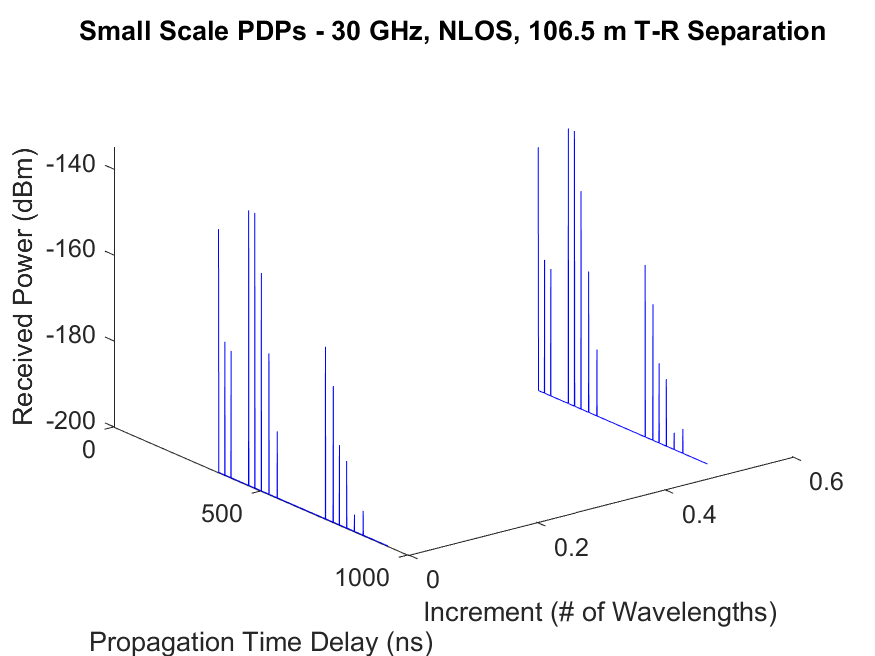 Small Scale PDPs - 30 GHz, NLOS, 106.5 m T-R Separation
Received Power (dBm)
-140
-160
-180
-200
0
500
1000
0
0.2
0.4
0.6
Increment (# of Wavelengths)
Propagation Time Delay (ns)